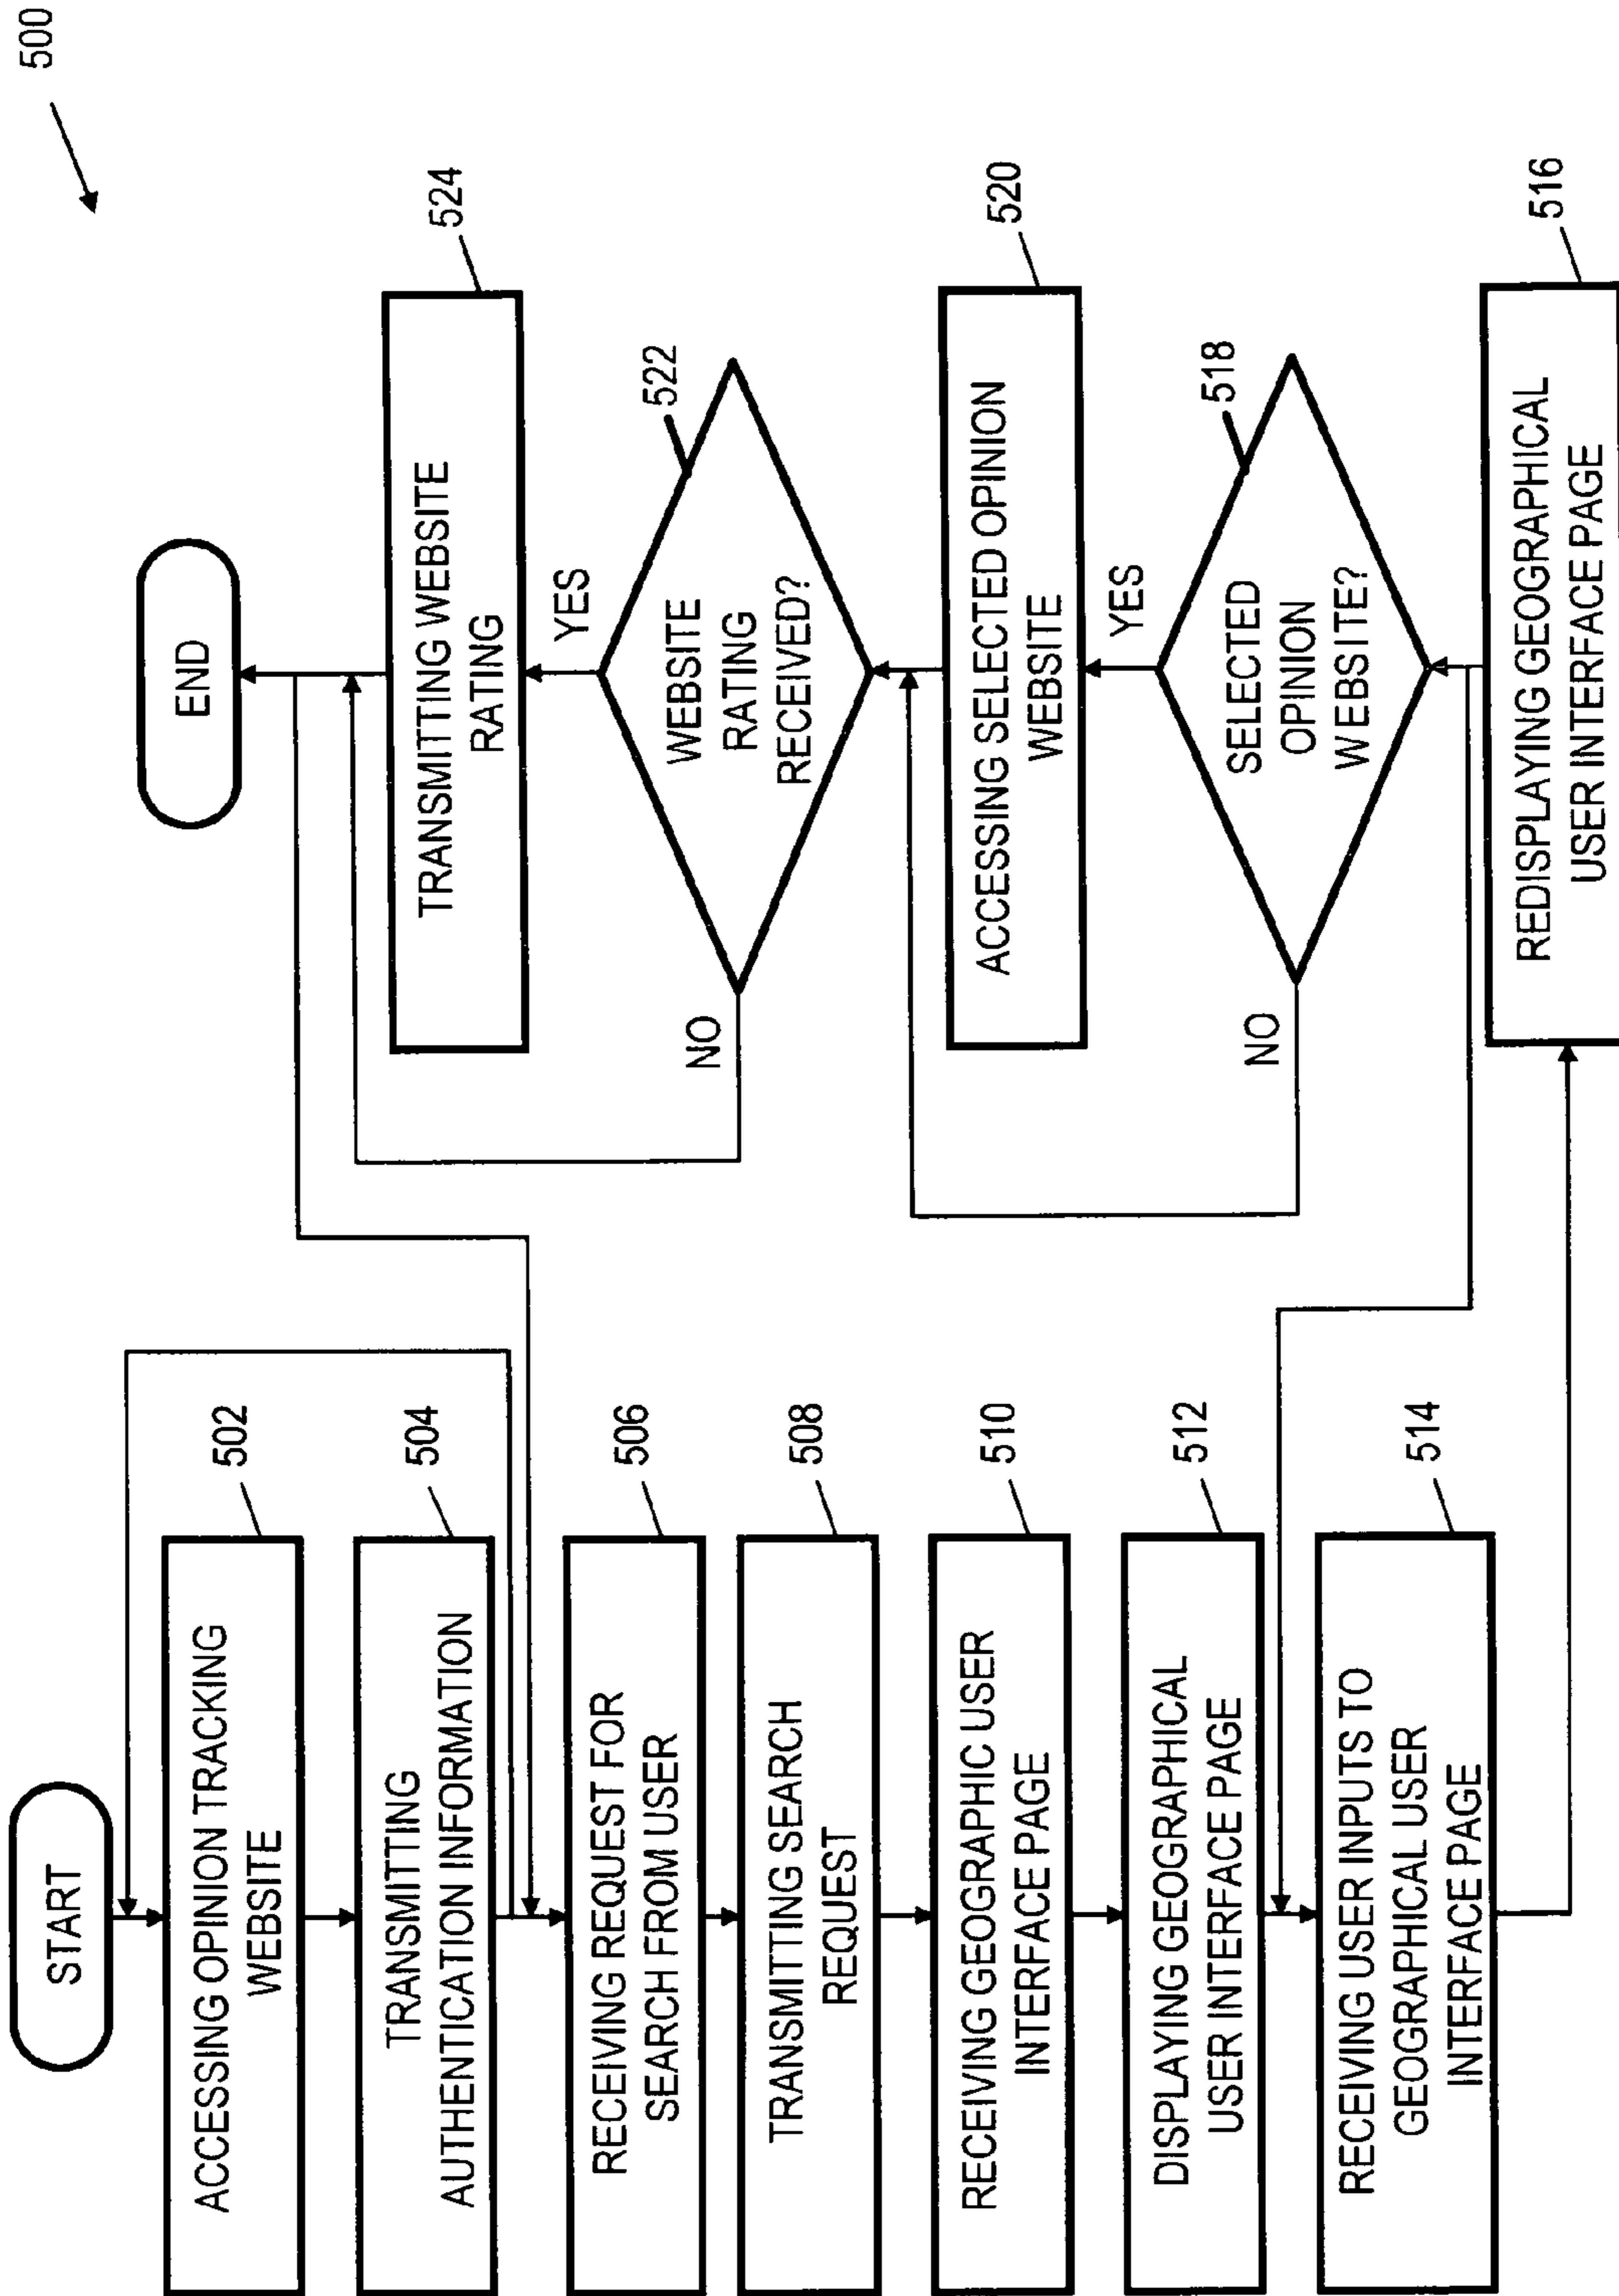 500
START
ACCESSING OPINION TRACKING
WEBSITE
502
TRANSMITTING
AUTHENTICATION INFORMATION
504
RECEIVING REQUEST FOR
SEARCH FROM USER
506
TRANSMITTING SEARCH
REQUEST
508
RECEIVING GEOGRAPHIC USER
INTERFACE PAGE
510
DISPLAYING GEOGRAPHICAL
USER INTERFACE PAGE
512
RECEIVING USER INPUTS TO
GEOGRAPHICAL USER
INTERFACE PAGE
514
END
TRANSMITTING WEBSITE
RATING
524
YES
WEBSITE
RATING
RECEIVED?
522
NO
ACCESSING SELECTED OPINION
WEBSITE
520
YES
SELECTED
OPINION
WEBSITE?
518
NO
REDISPLAYING GEOGRAPHICAL
USER INTERFACE PAGE
516